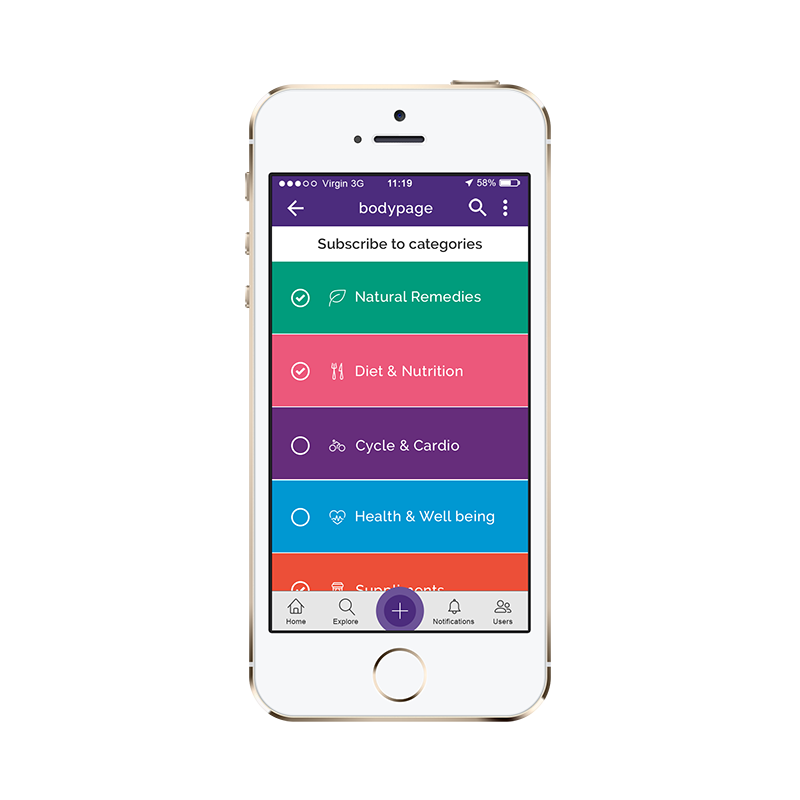 Virgin 3G 11:19 58%
bodypage
Subscribe to categories
Natural Remedies
Diet & Nutrition
Cycle & Cardio
Health & Well being
Suppliments
Home Explore Notifications Users